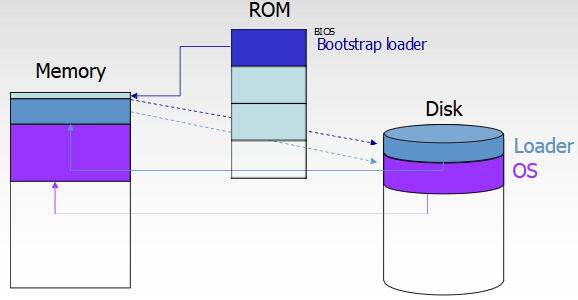 ROM
BIOS
Bootstrap loader
Memory
Disk
Loader
OS